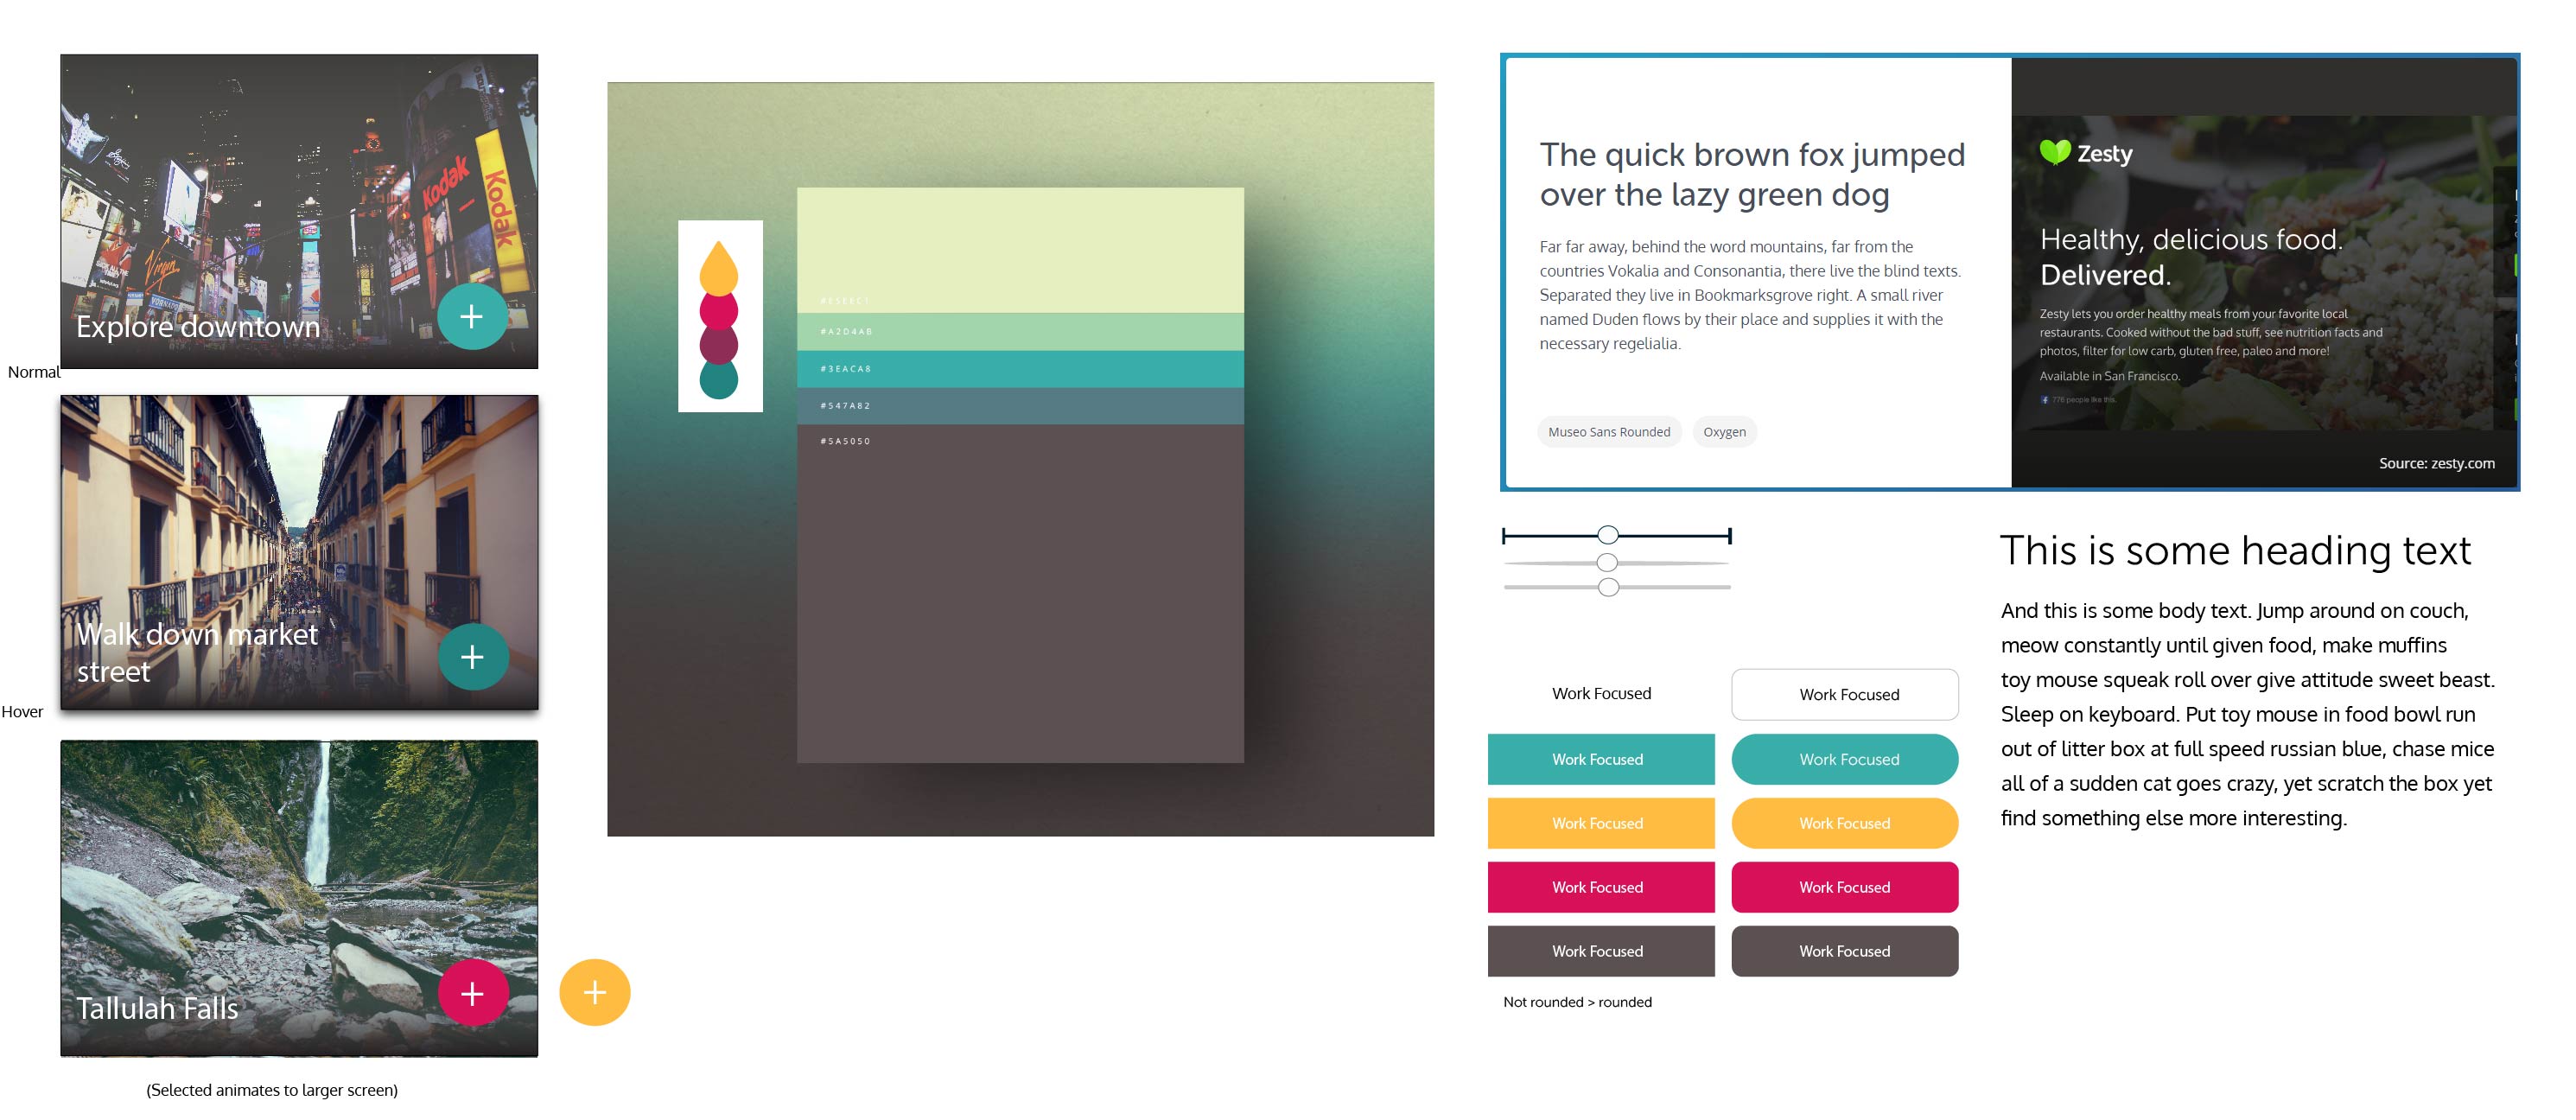 Kodak
Kodak
Virgin
Explore downtown
Normal
Walk down market
street
Hover
Tallulah Falls
(Selected animates to larger screen)
#E5EEC1
#A2D4AB
#3EACA8
#547A82
#5A5050
The quick brown fox jumped
over the lazy green dog
Far far away, behind the word mountains, far from the
countries Vokalia and Consonantia, there live the blind texts.
Separated they live in Bookmarksgrove right. A small river
named Duden flows by their place and supplies it with the
necessary regelialia.
Museo Sans Rounded
Oxygen
Zesty
Healthy, delicious food.
Delivered.
Zesty lets you order healthy meals from your favorite local
restaurants. Cooked without the bad stuff, see nutrition facts and
photos, filter for low carb, gluten free, paleo and more!
Available in San Francisco.
776 people like this.
Source: zesty.com
Work Focused
Work Focused
Work Focused
Work Focused
Work Focused
Work Focused
Work Focused
Work Focused
Work Focused
Work Focused
Not rounded > rounded
This is some heading text
And this is some body text. Jump around on couch,
meow constantly until given food, make muffins
toy mouse squeak roll over give attitude sweet beast.
Sleep on keyboard. Put toy mouse in food bowl run
out of litter box at full speed russian blue, chase mice
all of a sudden cat goes crazy, yet scratch the box yet
find something else more interesting.